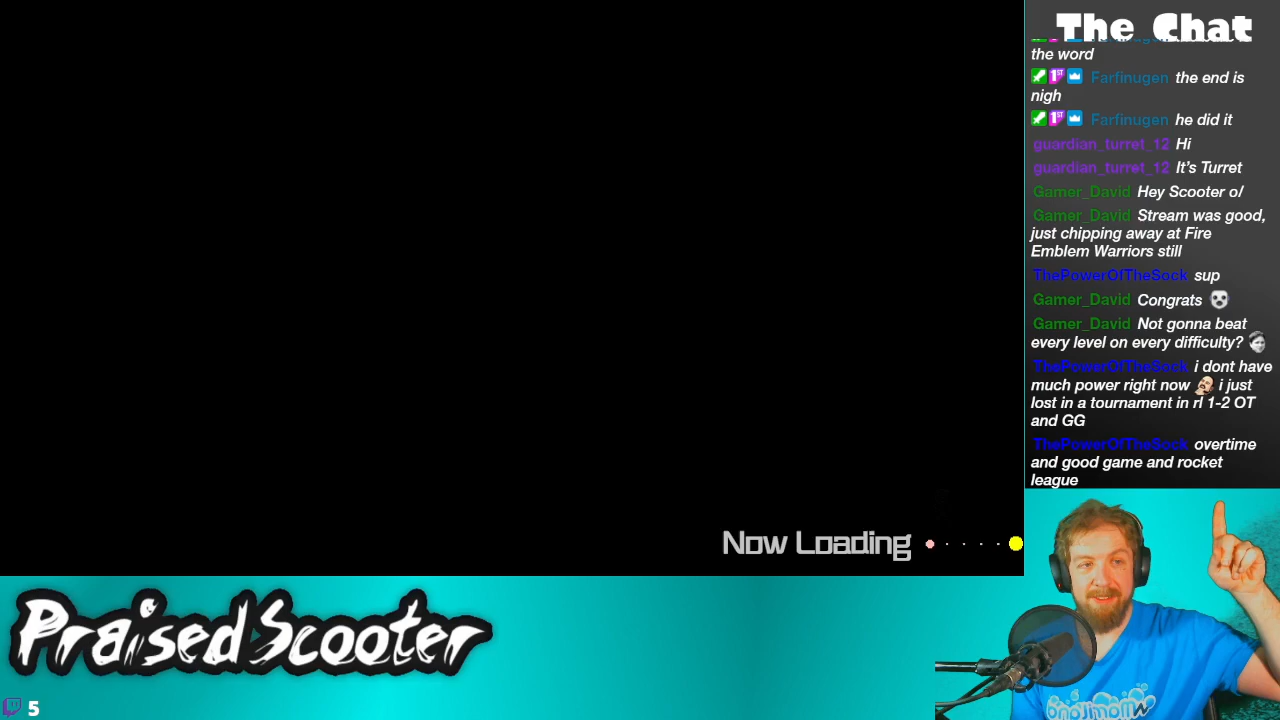 The Chat
the word
Farfinugen the end is
nigh
Farfinugen he did it
guardian_turret_12 Hi
guardian_turret_12 It's Turret
Gamer_David Hey Scooter o/
Gamer_David Stream was good,
just chipping away at Fire
Emblem Warriors still
ThePowerOfTheSock sup
Gamer_David Congrats
Gamer_David Not gonna beat
every level on every difficulty?
ThePowerOfTheSock i dont have
much power right now i just
lost in a tournament in rl 1-2 OT
and GG
ThePowerOfTheSock overtime
and good game and rocket
league
Now Loading
PraisedScooter
5